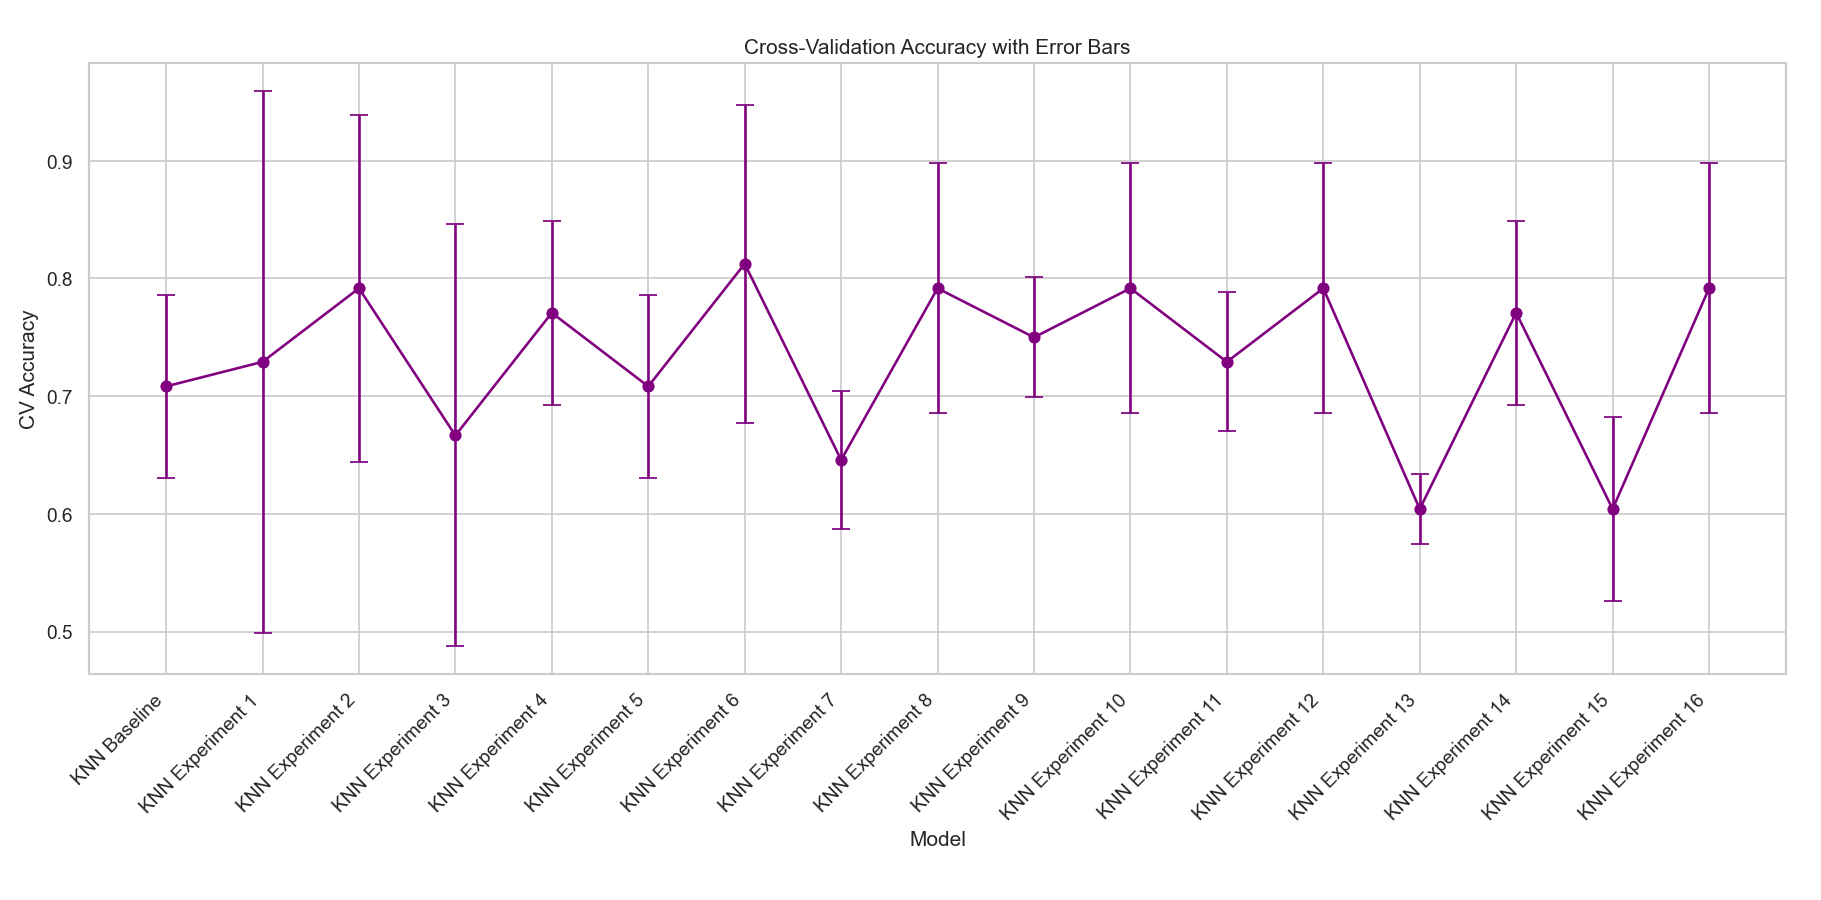 Cross-Validation Accuracy with Error Bars
CV Accuracy
0.9
0.8
0.7
0.6
0.5
KNN Baseline
KNN Experiment 1
KNN Experiment 2
KNN Experiment 3
KNN Experiment 4
KNN Experiment 5
KNN Experiment 6
KNN Experiment 7
KNN Experiment 8
KNN Experiment 9
KNN Experiment 10
KNN Experiment 11
KNN Experiment 12
KNN Experiment 13
KNN Experiment 14
KNN Experiment 15
KNN Experiment 16
Model